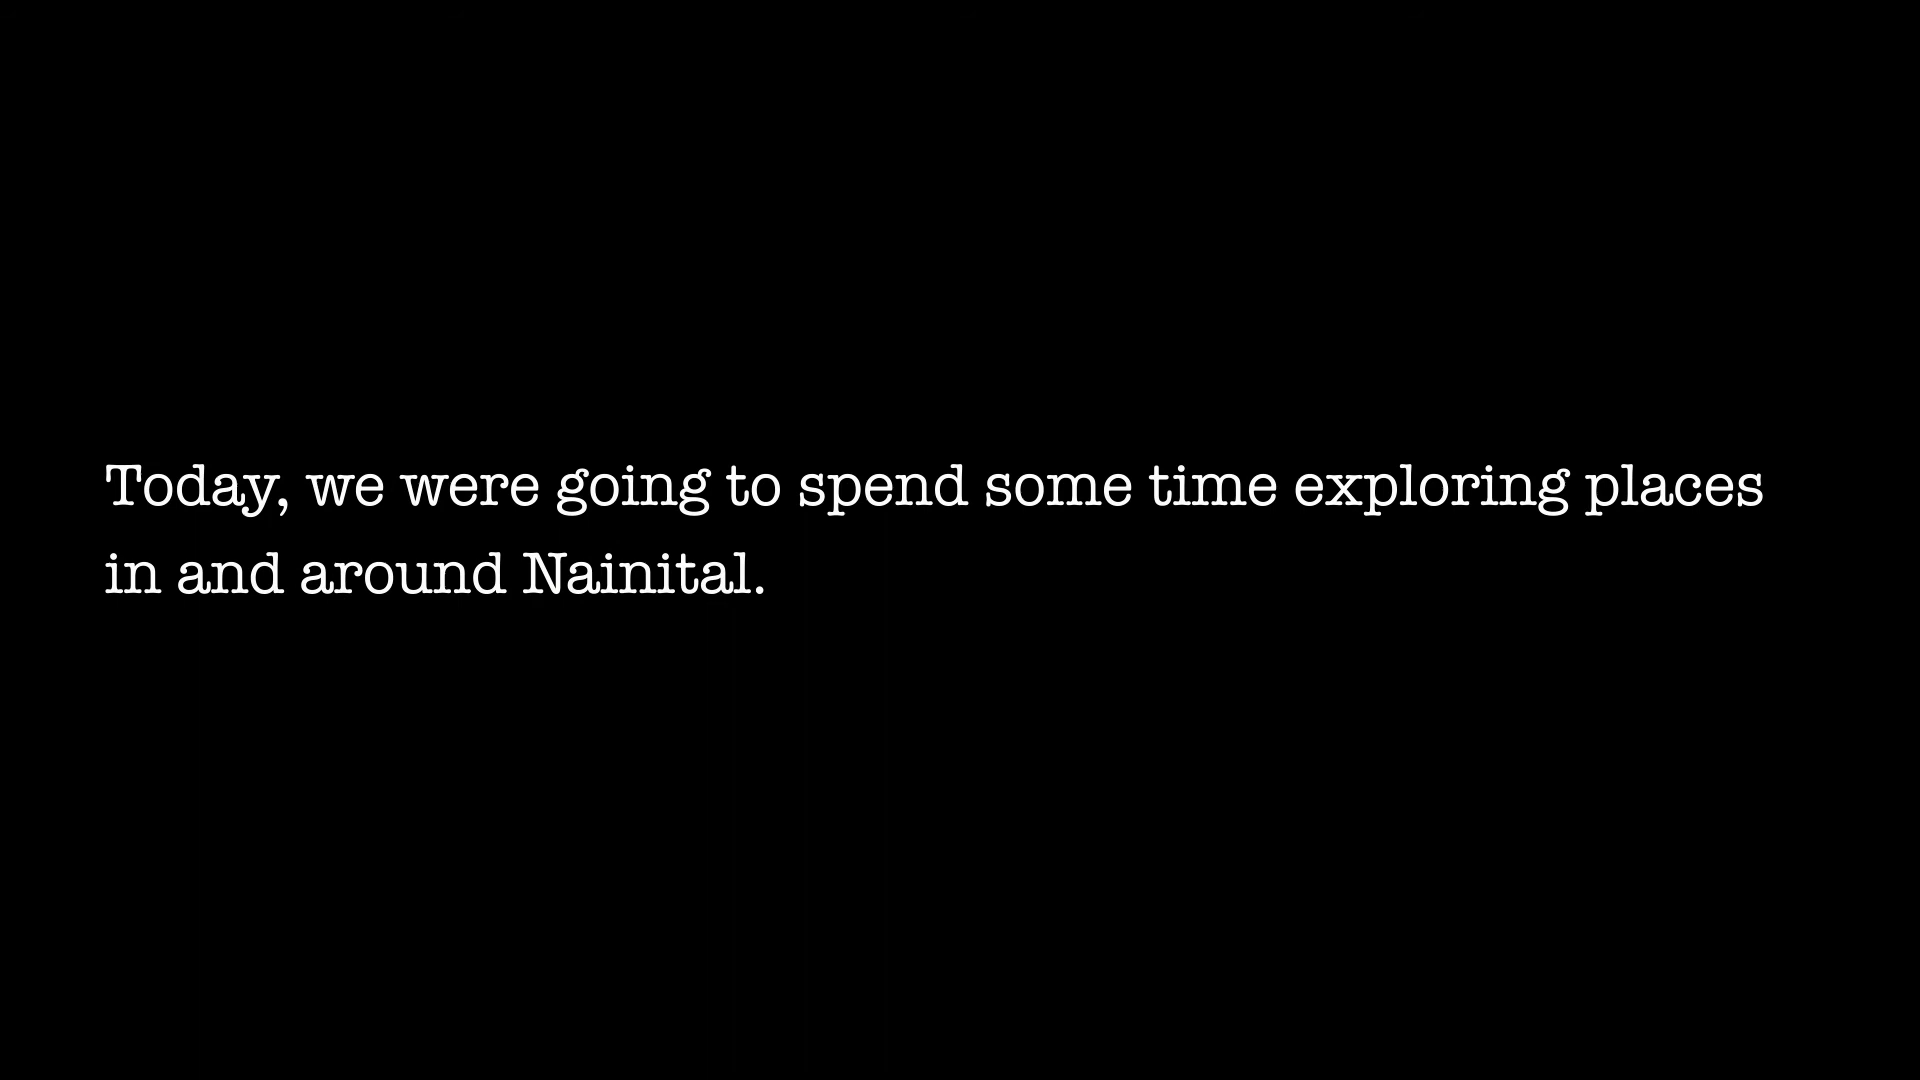 Today, we were going to spend some time exploring places
in and around Nainital.